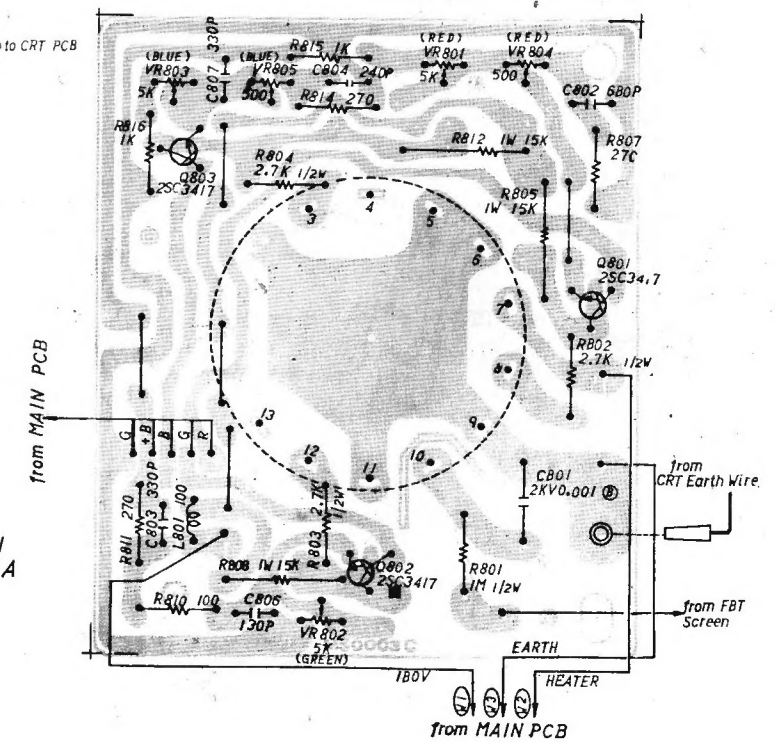 to CRT PCB
(BLUE)
VR803
5K
330P
C807
(BLUE)
VR805
500
R815 1K
C804 240P
R814 270
(RED)
VR801
5K
(RED)
VR804
500
C802 680P
R816
1K
Q803
2SC3417
R804
2.7K 1/2W
R812 1W 15K
R807
R805
1W 15K
3
4
5
6
7
8
9
10
11
12
13
Q801
R802
2.7K 1/2W
from MAIN PCB
G
+B
B
G
R
R811 270
C803 330P
L801 100
R803 2.7K
1/2W
C801
2KV0.001 B
from
CRT Earth Wire
A
R808 1W 15K
Q802
2SC3417
R801
1M 1/2W
R810 100
C806
130P
VR802
5K
(GREEN)
from FBT
Screen
EARTH
180V
HEATER
W1
W3
W2
from MAIN PCB